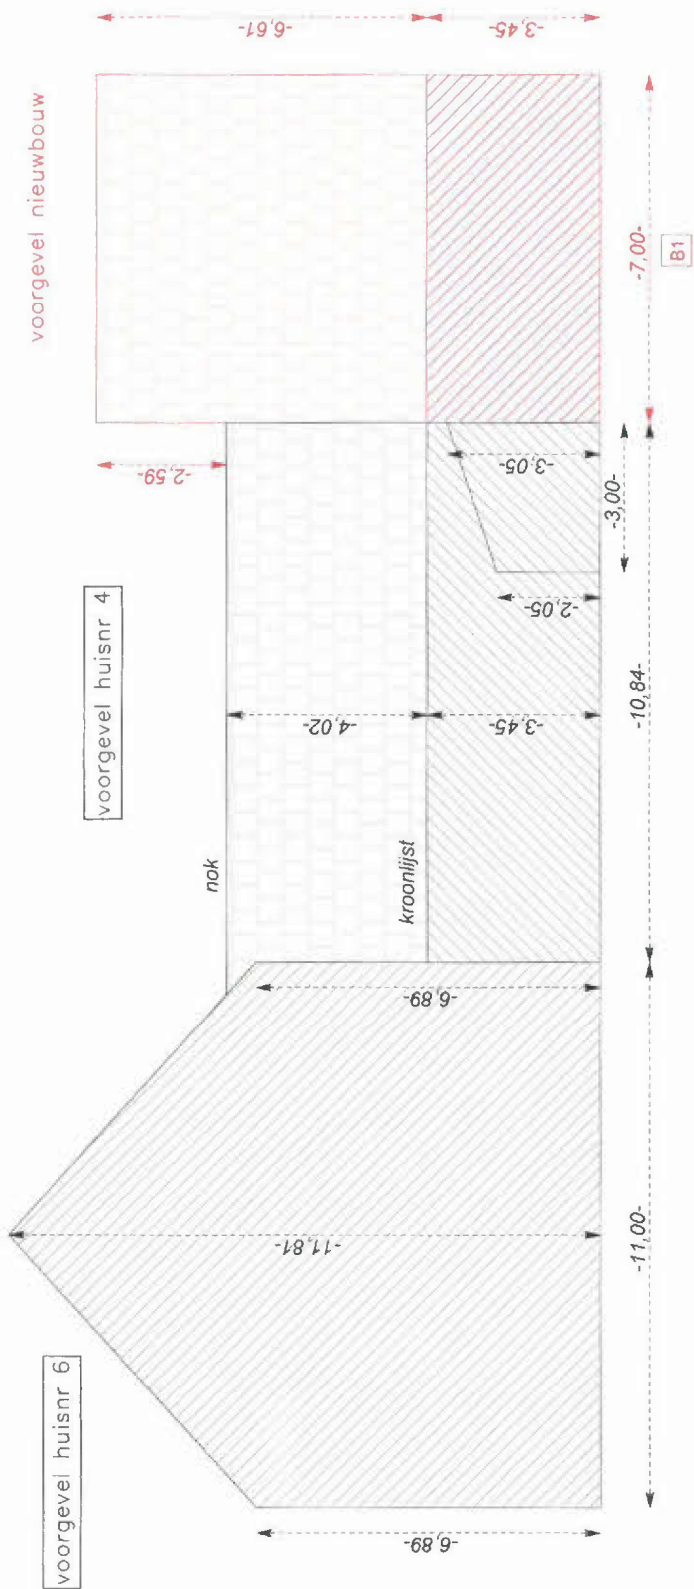 voorgevel huisnr 6
voorgevel huisnr 4
voorgevel nieuwbouw
nok
kroonlijst
-6,89-
-11,81-
-6,89-
-4,02-
-3,45-
-2,05-
-3,05-
-2,59-
-6,61-
-3,45-
-3,00-
-11,00-
-10,84-
-7,00-
B1